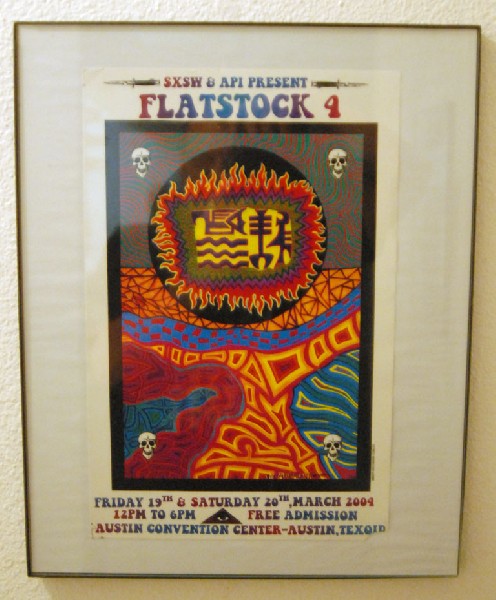 SXSW & API PRESENT
FLATSTOCK 4
FRIDAY 19TH & SATURDAY 20TH, MARCH 2004
12PM TO 6PM FREE ADMISSION
AUSTIN CONVENTION CENTER-AUSTIN, TEXOID